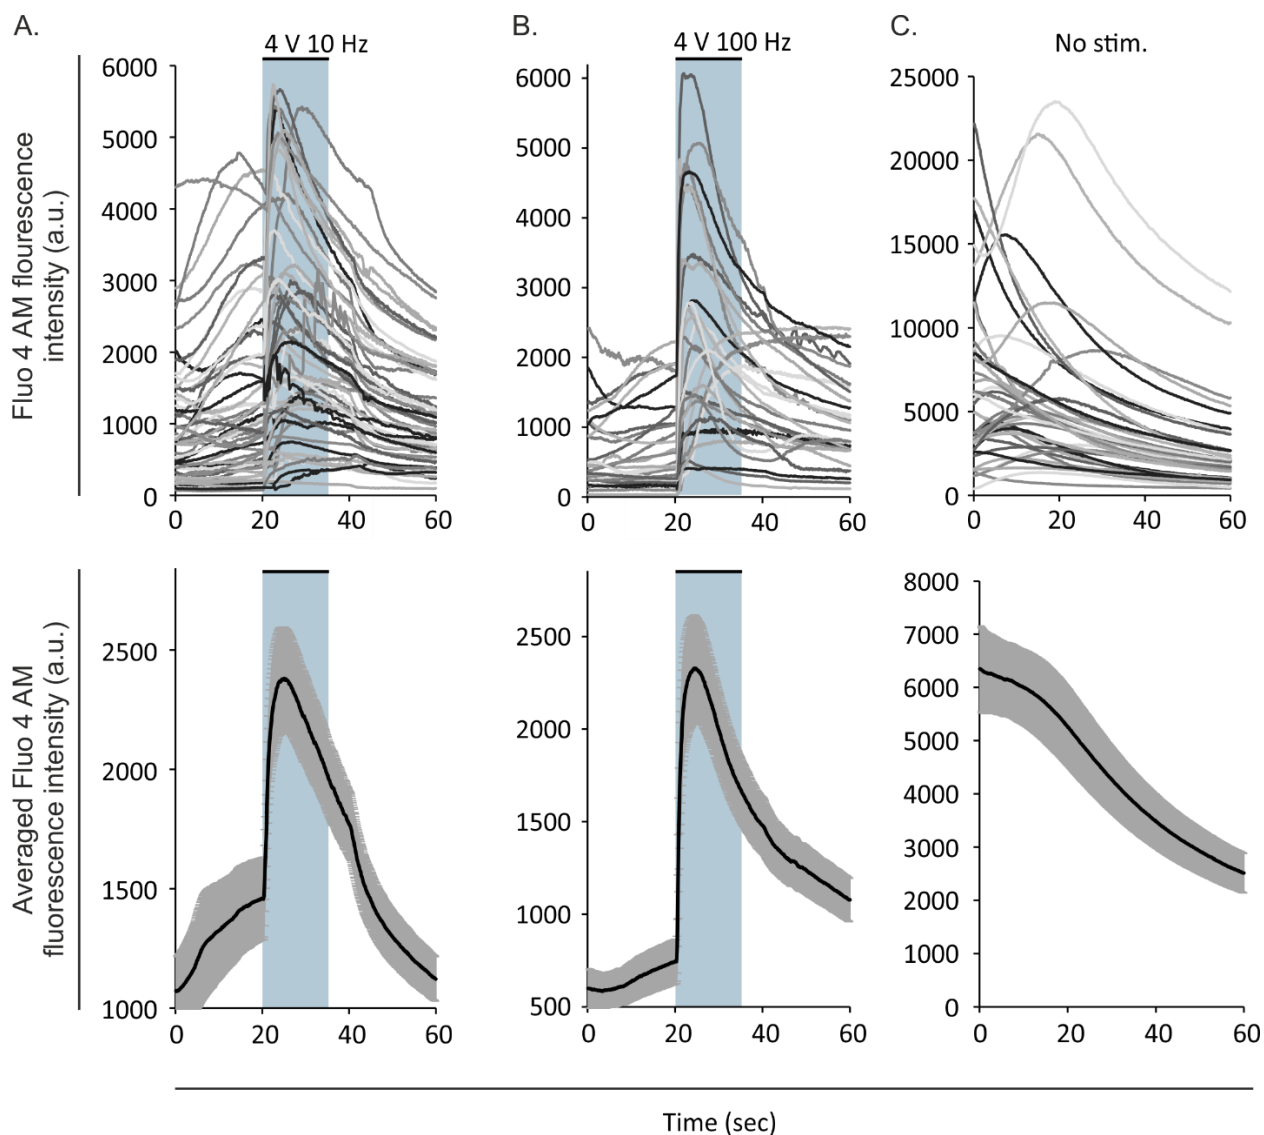 A.
B.
C.
4 V 10 Hz
4 V 100 Hz
No stim.
Fluo 4 AM flourescence
intensity (a.u.)
6000
5000
4000
3000
2000
1000
0
0 20 40 60
6000
5000
4000
3000
2000
1000
0
0 20 40 60
25000
20000
15000
10000
5000
0
0 20 40 60
Averaged Fluo 4 AM
fluorescence intensity (a.u.)
2500
2000
1500
1000
0 20 40 60
2500
2000
1500
1000
500
0 20 40 60
8000
7000
6000
5000
4000
3000
2000
1000
0
0 20 40 60
Time (sec)